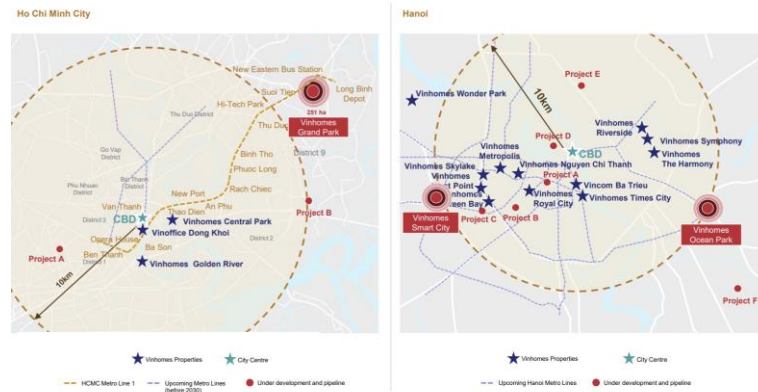 Ho Chi Minh City
New Eastern Bus Station
Suoi Tien
Long Binh
Depot
Hi-Tech Park
251 ha
Thu Duc District
Thu Duc
Vinhomes
Grand Park
District 9
Go Vap
District
Binh Tho
Binh Thanh
District
Phuoc Long
Phu Nhuan
District
Rach Chiec
New Port
Van Thanh
An Phu
Thao Dien
Project B
District 3
CBD
Vinhomes Central Park
Vinoffice Dong Khoi
Opera House
Ba Son
District 2
Project A
Ben Thanh
District 1
Vinhomes Golden River
10km
Vinhomes Properties
City Centre
HCMC Metro Line 1
Upcoming Metro Lines
(before 2030)
Under development and pipeline
Hanoi
Project E
Vinhomes Wonder Park
10km
Vinhomes
Riverside
Project D
Vinhomes Symphony
Vinhomes
Metropolis
CBD
Vinhomes
The Harmony
Vinhomes Skylake
Vinhomes Nguyen Chi Thanh
Vinhomes
Project A
Point
Vincom Ba Trieu
Vinhomes
Royal City
Vinhomes Times City
Bay
Project C
Project B
Vinhomes
Smart City
Vinhomes
Ocean Park
Project F
Vinhomes Properties
City Centre
Upcoming Hanoi Metro Lines
Under development and pipeline